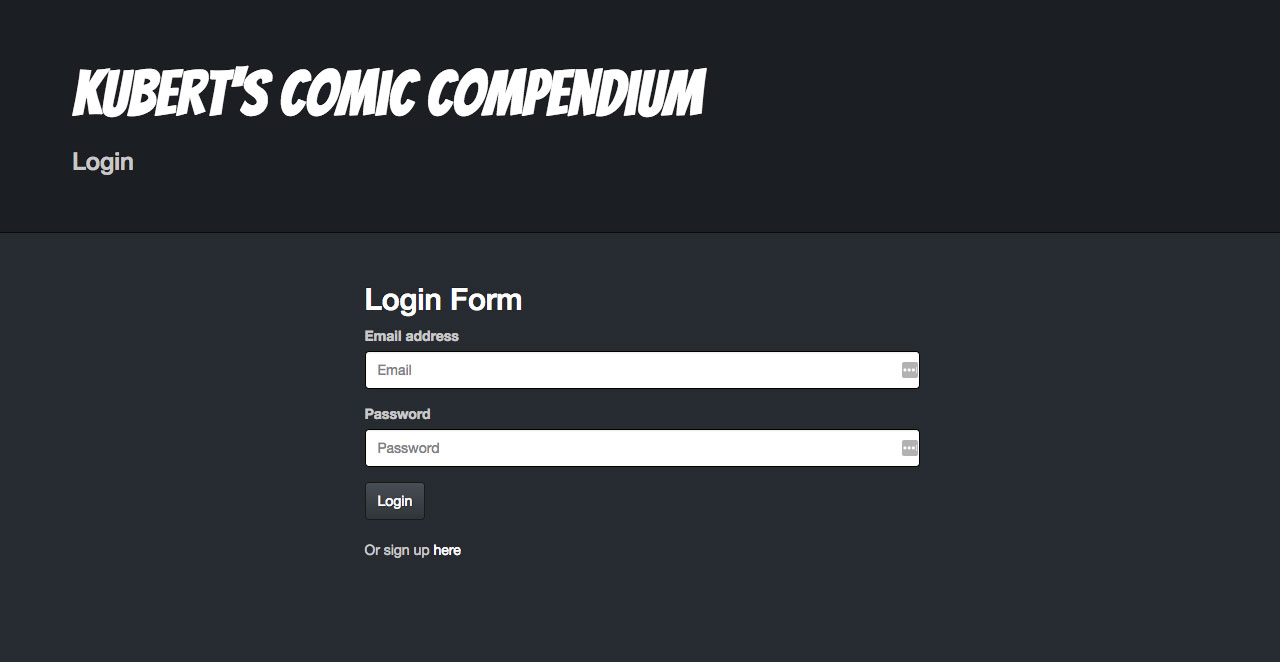 KUBERT'S COMIC COMPENDIUM
Login
Login Form
Email address
Email
Password
Password
Login
Or sign up here